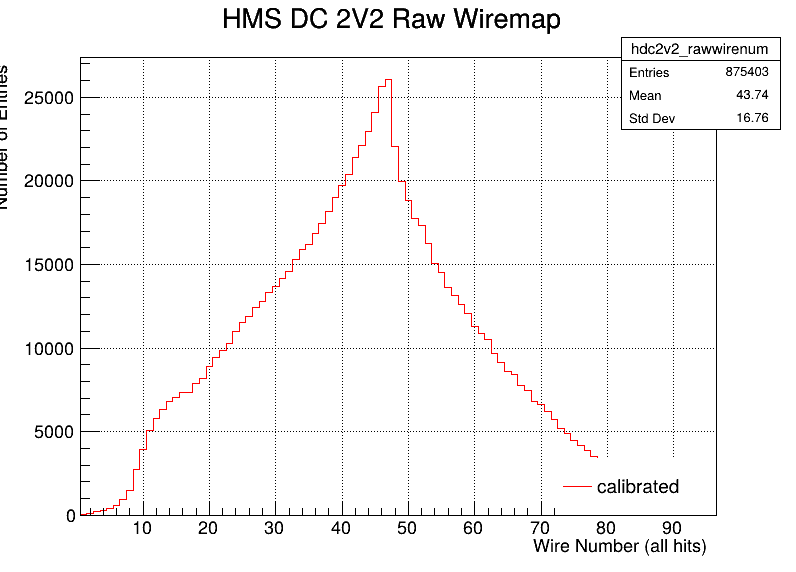 HMS DC 2V2 Raw Wiremap
hdc2v2_rawwirenum
Entries 875403
Mean 43.74
Std Dev 16.76
Number of Entries
25000
20000
15000
10000
5000
0
calibrated
10 20 30 40 50 60 70 80 90
Wire Number (all hits)